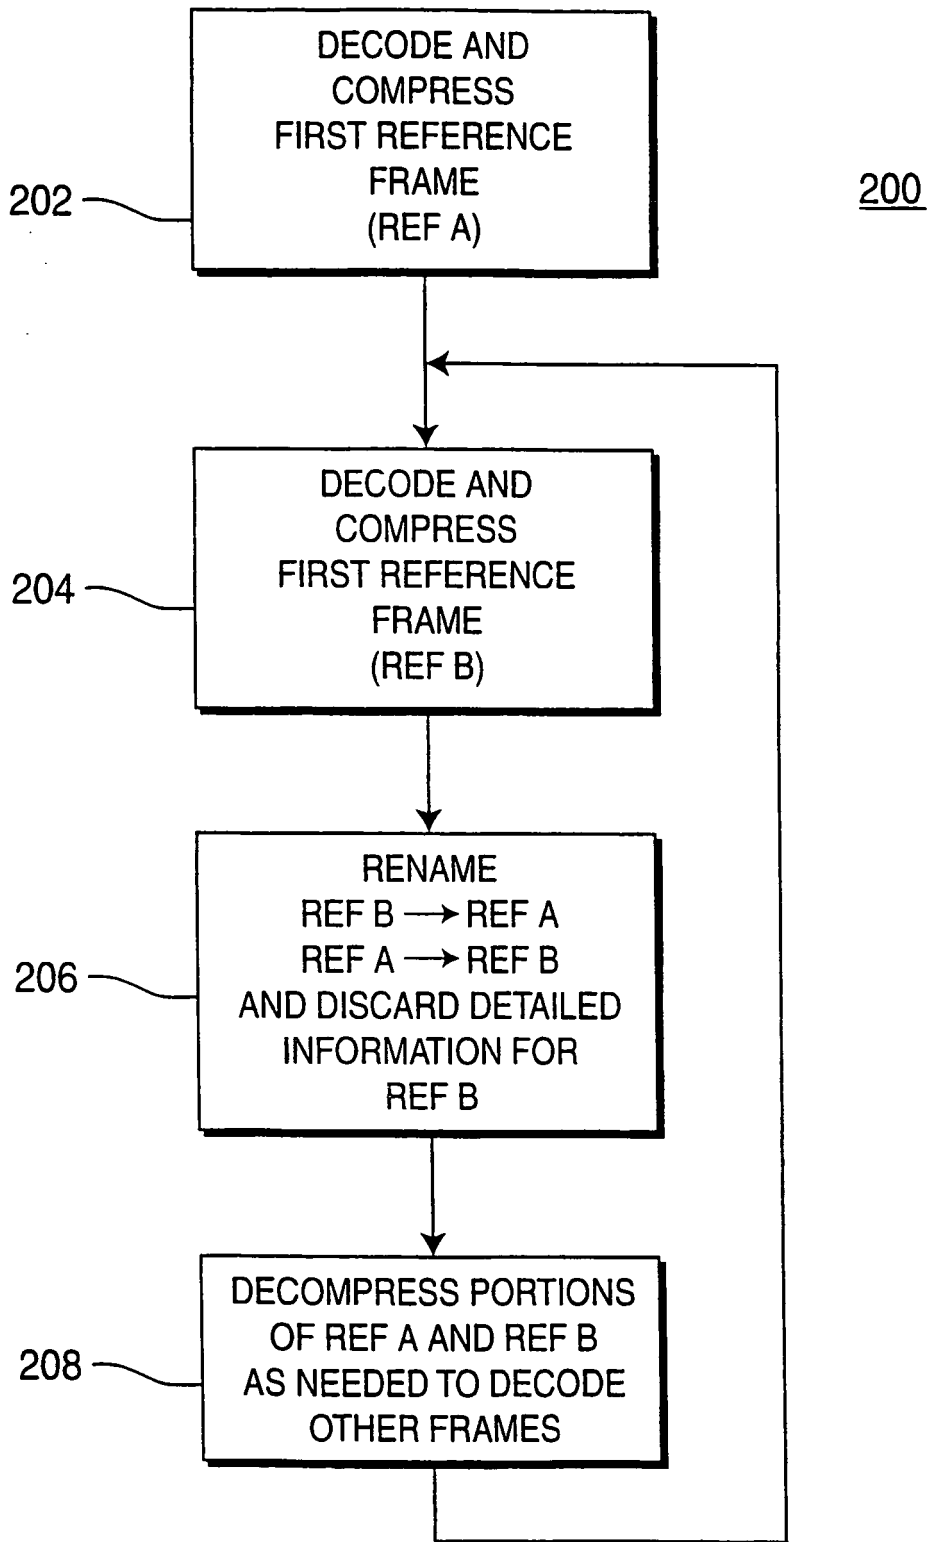 DECODE AND
COMPRESS
FIRST REFERENCE
FRAME
(REF A)
202
200
DECODE AND
COMPRESS
FIRST REFERENCE
FRAME
(REF B)
204
RENAME
REF B → REF A
REF A → REF B
AND DISCARD DETAILED
INFORMATION FOR
REF B
206
DECOMPRESS PORTIONS
OF REF A AND REF B
AS NEEDED TO DECODE
OTHER FRAMES
208